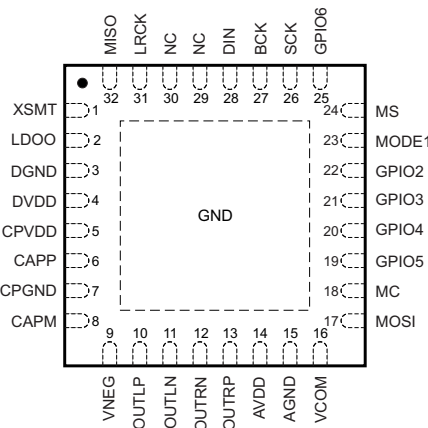 MISO
LRCK
NC
NC
DIN
BCK
SCK
GPIO6
32 31 30 29 28 27 26 25
XSMT 1
LDOO 2
DGND 3
DVDD 4
CPVDD 5
CAPP 6
CPGND 7
CAPM 8
GND
24 MS
23 MODE1
22 GPIO2
21 GPIO3
20 GPIO4
19 GPIO5
18 MC
17 MOSI
9 10 11 12 13 14 15 16
VNEG
OUTLP
OUTLN
OUTRN
OUTRP
AVDD
AGND
VCOM